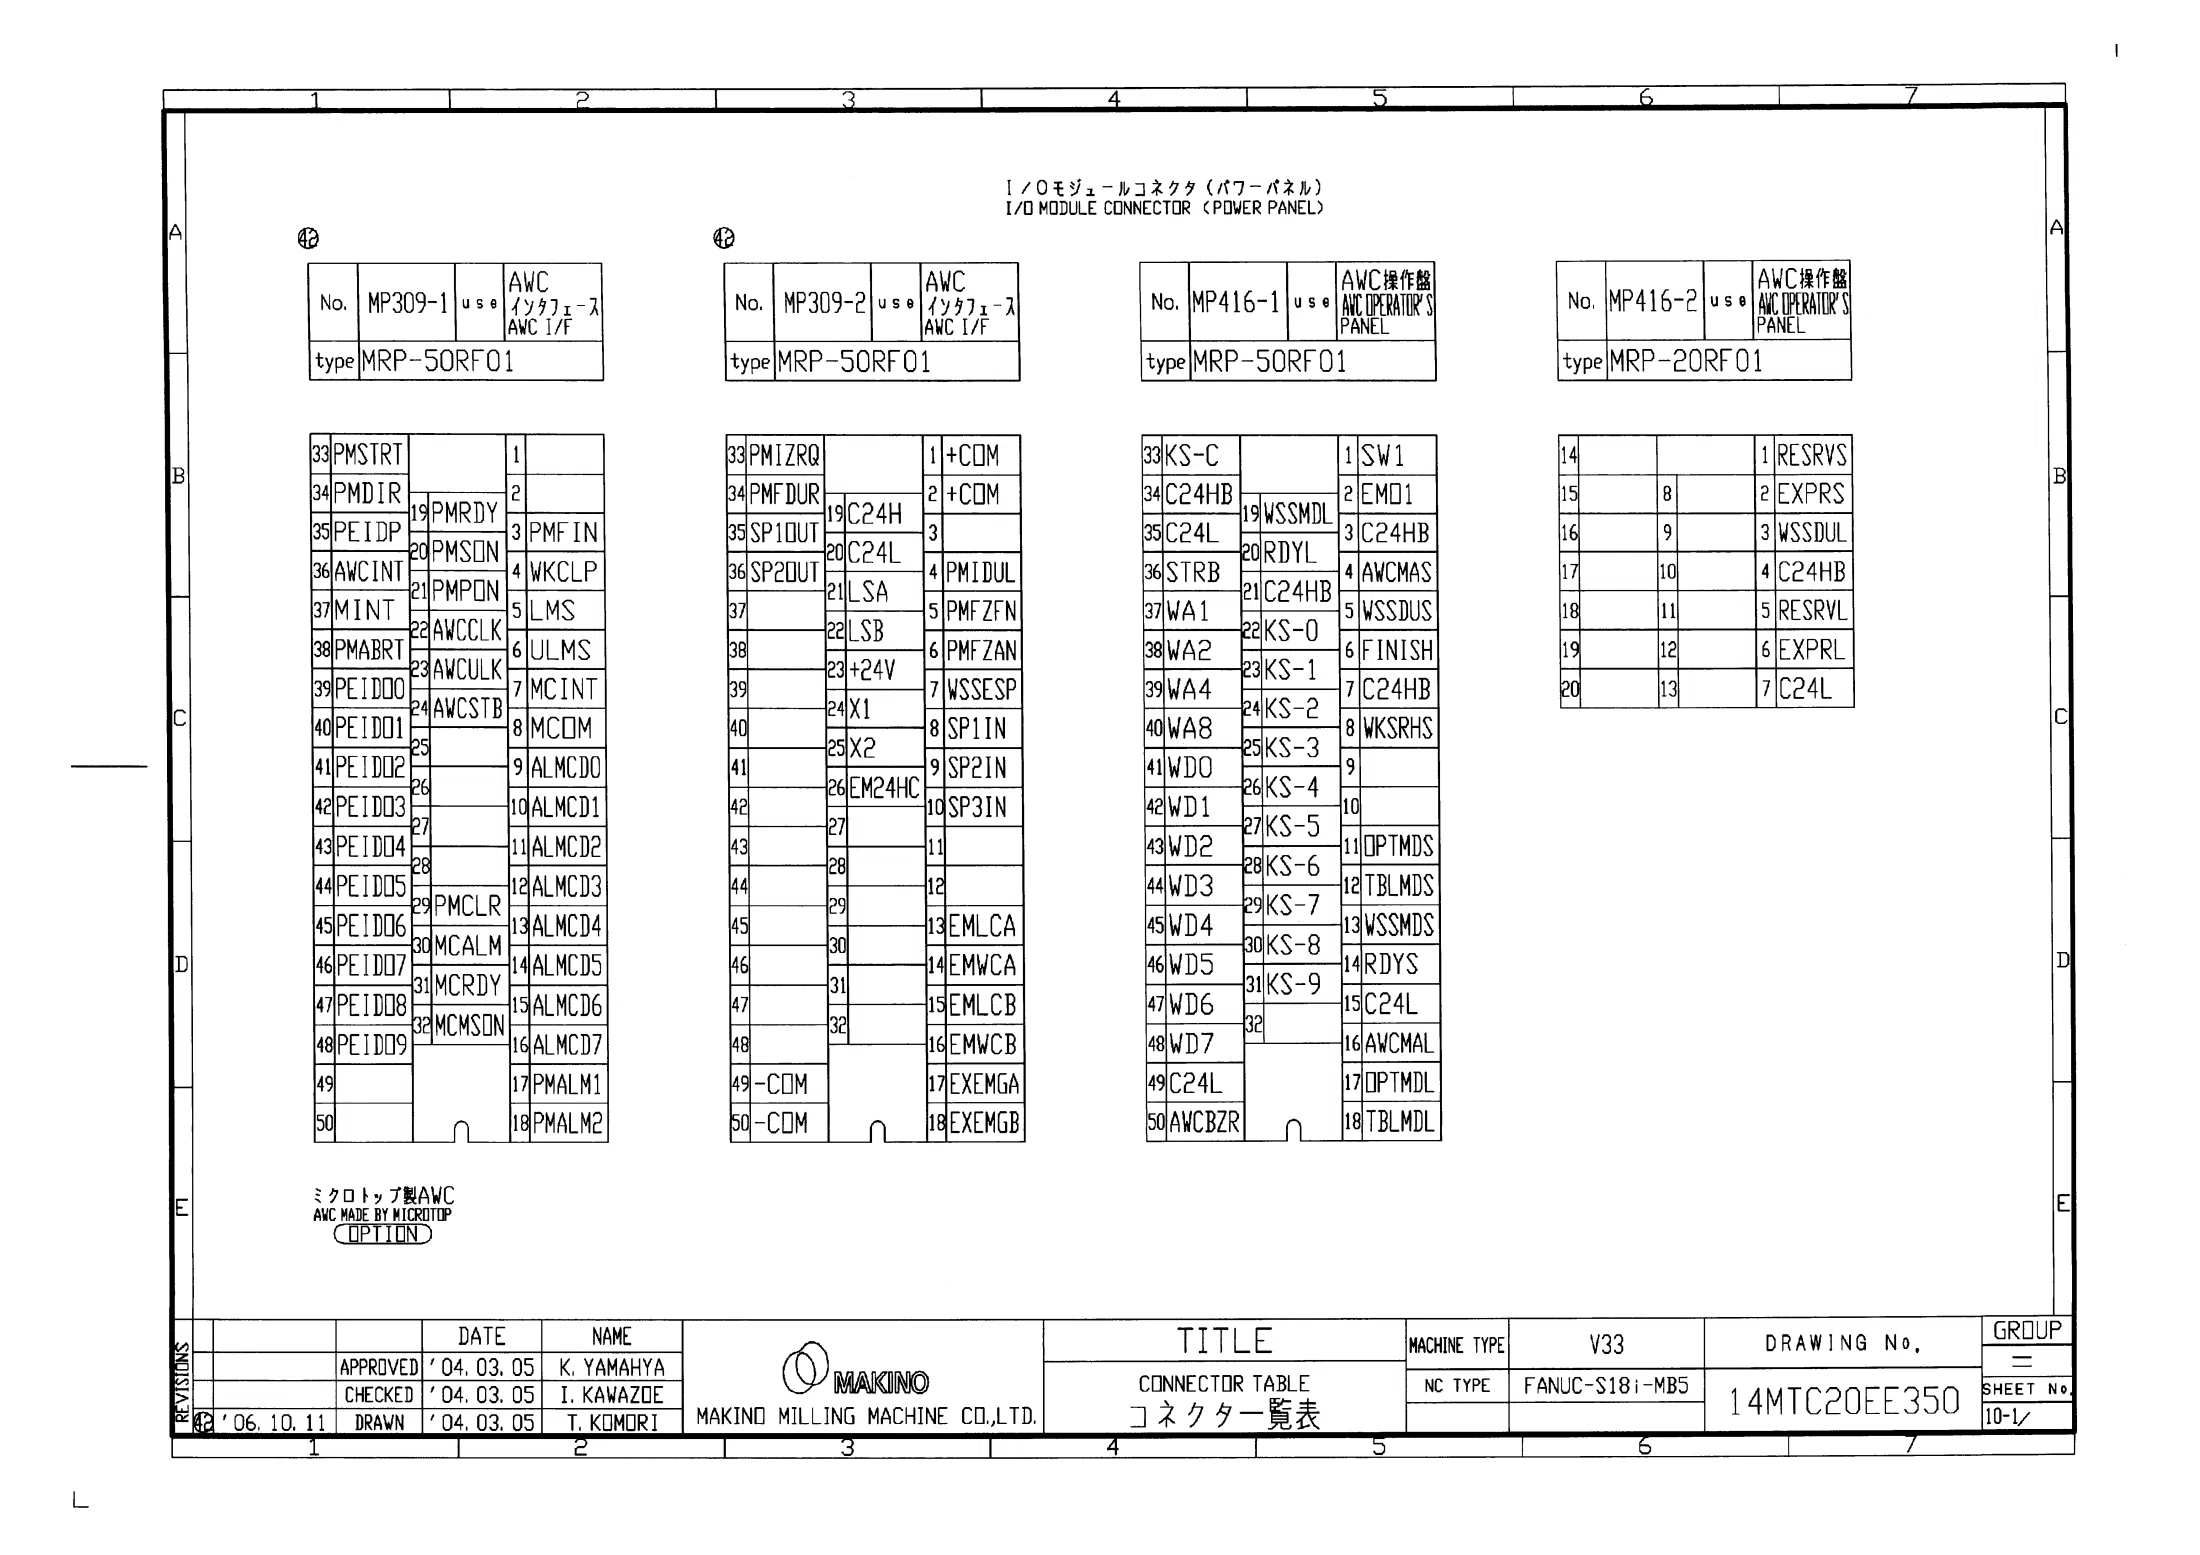 1 2 3 4 5 6 7
I/Oモジュールコネクタ(パワーパネル)
I/O MODULE CONNECTOR (POWER PANEL)
A A
B B
C C
D D
E E
42
No. MP309-1 use AWC インタフェース AWC I/F
type MRP-50RF01
33 PMSTRT 1
34 PMDIR 2
19 PMRDY
35 PEIDP 3 PMFIN
20 PMSON
36 AWCINT 4 WKCLP
21 PMPON
37 MINT 5 LMS
22 AWCCLK
38 PMABRT 6 ULMS
23 AWCULK
39 PEIDO0 7 MCINT
24 AWCSTB
40 PEIDO1 8 MCOM
25
41 PEIDO2 9 ALMCD0
26
42 PEIDO3 10 ALMCD1
27
43 PEIDO4 11 ALMCD2
28
44 PEIDO5 12 ALMCD3
29 PMCLR
45 PEIDO6 13 ALMCD4
30 MCALM
46 PEIDO7 14 ALMCD5
31 MCRDY
47 PEIDO8 15 ALMCD6
32 MCMSON
48 PEIDO9 16 ALMCD7
49 17 PMALM1
50 18 PMALM2
42
No. MP309-2 use AWC インタフェース AWC I/F
type MRP-50RF01
33 PMIZRQ 1 +COM
34 PMFDUR 2 +COM
19 C24H
35 SP1OUT 3
20 C24L
36 SP2OUT 4 PMIDUL
21 LSA
37 5 PMFZFN
22 LSB
38 6 PMFZAN
23 +24V
39 7 WSSESP
24 X1
40 8 SP1IN
25 X2
41 9 SP2IN
26 EM24HC
42 10 SP3IN
27
43 11
28
44 12
29
45 13 EMLCA
30
46 14 EMWCA
31
47 15 EMLCB
32
48 16 EMWCB
49 -COM 17 EXEMGA
50 -COM 18 EXEMGB
No. MP416-1 use AWC操作盤 AWC OPERATOR'S PANEL
type MRP-50RF01
33 KS-C 1 SW1
34 C24HB 2 EMO1
19 WSSMDL
35 C24L 3 C24HB
20 RDYL
36 STRB 4 AWCMAS
21 C24HB
37 WA1 5 WSSDUS
22 KS-0
38 WA2 6 FINISH
23 KS-1
39 WA4 7 C24HB
24 KS-2
40 WA8 8 WKSRHS
25 KS-3
41 WD0 9
26 KS-4
42 WD1 10
27 KS-5
43 WD2 11 OPTMDS
28 KS-6
44 WD3 12 TBLMDS
29 KS-7
45 WD4 13 WSSMDS
30 KS-8
46 WD5 14 RDYS
31 KS-9
47 WD6 15 C24L
32
48 WD7 16 AWCMAL
49 C24L 17 OPTMDL
50 AWCBZR 18 TBLMDL
No. MP416-2 use AWC操作盤 AWC OPERATOR'S PANEL
type MRP-20RF01
14 1 RESRVS
15 8 2 EXPRS
16 9 3 WSSDUL
17 10 4 C24HB
18 11 5 RESRVL
19 12 6 EXPRL
20 13 7 C24L
ミクロトップ製AWC
AWC MADE BY MICROTOP
OPTION
REVISIONS
DATE NAME
APPROVED '04.03.05 K. YAMAHYA
CHECKED '04.03.05 I. KAWAZOE
42 '06.10.11 DRAWN '04.03.05 T. KOMORI
MAKINO
MAKINO MILLING MACHINE CO.,LTD.
TITLE
CONNECTOR TABLE
コネクタ一覧表
MACHINE TYPE V33
NC TYPE FANUC-S18i-MB5
DRAWING No.
14MTC20EE350
GROUP
二
SHEET No.
10-1/
1 2 3 4 5 6 7